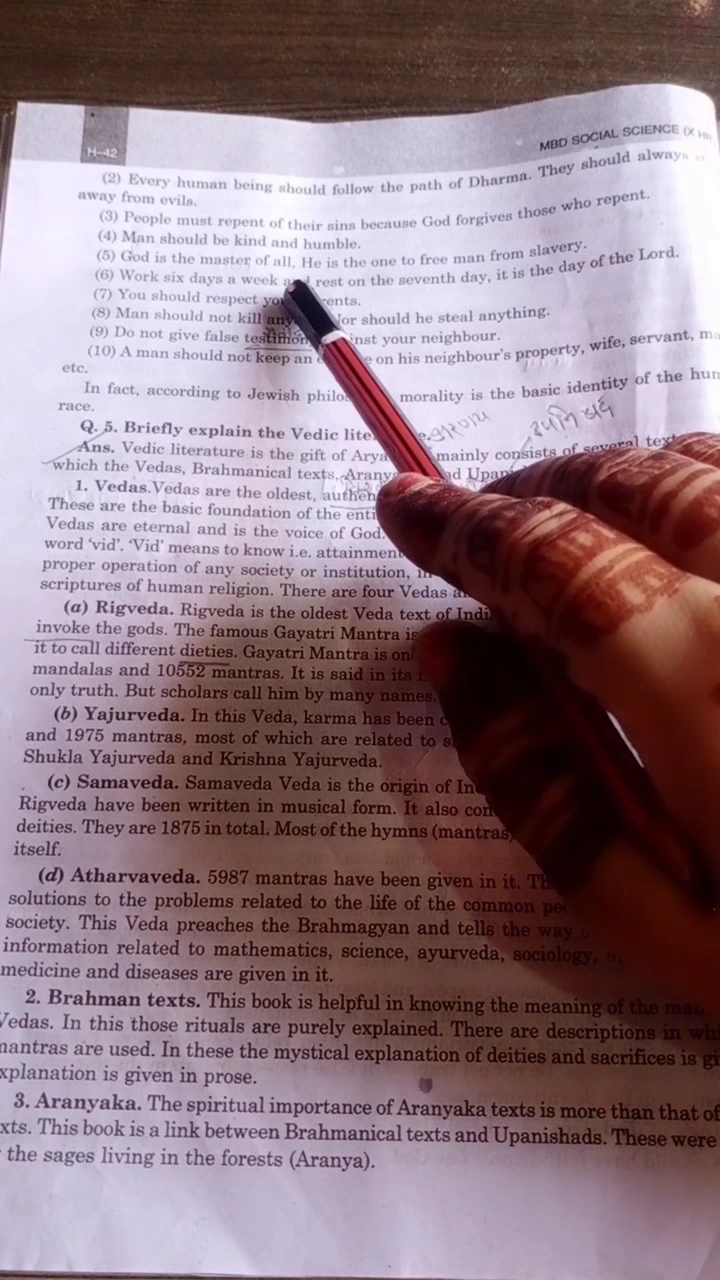 H-42
MBD SOCIAL SCIENCE (X
(2) Every human being should follow the path of Dharma. They should always
away from evils.
(3) People must repent of their sins because God forgives those who repent.
(4) Man should be kind and humble.
(5) God is the master of all. He is the one to free man from slavery.
(6) Work six days a week rest on the seventh day, it is the day of the Lord.
(7) You should respect
(8) Man should not kill should he steal anything.
(9) Do not give false your neighbour.
(10) A man should not keep an on his neighbour's property, wife, servant,
etc.
In fact, according to Jewish morality is the basic identity of the
race.
Q. 5. Briefly explain the Vedic
Ans. Vedic literature is the gift of mainly consists of several
which the Vedas, Brahmanical texts,
1. Vedas.Vedas are the oldest,
These are the basic foundation of the
Vedas are eternal and is the voice of God.
word 'vid'. 'Vid' means to know i.e.
proper operation of any society or institution,
scriptures of human religion. There are four Vedas
(a) Rigveda. Rigveda is the oldest Veda text of
invoke the gods. The famous Gayatri Mantra is
it to call different dieties. Gayatri Mantra is
mandalas and 10552 mantras. It is said in its
only truth. But scholars call him by many names.
(b) Yajurveda. In this Veda, karma has been
and 1975 mantras, most of which are related to
Shukla Yajurveda and Krishna Yajurveda.
(c) Samaveda. Samaveda Veda is the origin of
Rigveda have been written in musical form. It also
deities. They are 1875 in total. Most of the hymns (mantras)
itself.
(d) Atharvaveda. 5987 mantras have been given in it.
solutions to the problems related to the life of the common
society. This Veda preaches the Brahmagyan and tells the way
information related to mathematics, science, ayurveda, sociology,
medicine and diseases are given in it.
2. Brahman texts. This book is helpful in knowing the meaning of the
Vedas. In this those rituals are purely explained. There are descriptions in
mantras are used. In these the mystical explanation of deities and sacrifices is
explanation is given in prose.
3. Aranyaka. The spiritual importance of Aranyaka texts is more than that of
This book is a link between Brahmanical texts and Upanishads. These were
the sages living in the forests (Aranya).